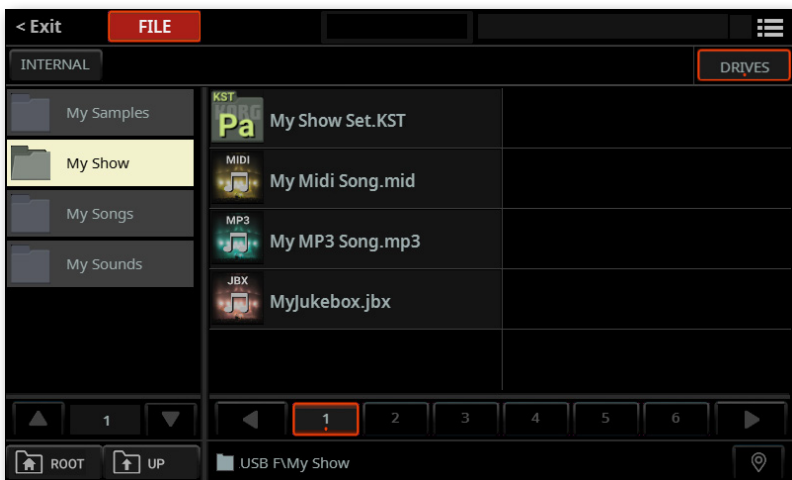 < Exit
FILE
INTERNAL
DRIVES
My Samples
My Show
My Songs
My Sounds
KST
KORG
Pa
My Show Set.KST
MIDI
My Midi Song.mid
MP3
My MP3 Song.mp3
JBX
MyJukebox.jbx
1
1 2 3 4 5 6
ROOT
UP
USB F\My Show